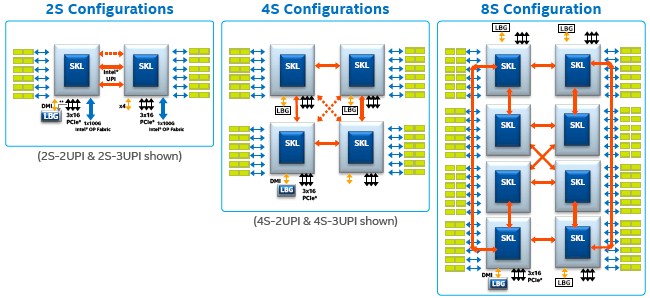 2S Configurations
SKL
SKL
Intel®
UPI
DMI
x4
LBG
3x16
PCIe*
1x100G
Intel® OP Fabric
3x16
PCIe*
1x100G
Intel® OP Fabric
(2S-2UPI & 2S-3UPI shown)
4S Configurations
SKL
SKL
LBG
LBG
SKL
SKL
DMI
LBG
3x16
PCIe*
(4S-2UPI & 4S-3UPI shown)
8S Configuration
LBG
LBG
SKL
SKL
SKL
SKL
SKL
SKL
SKL
SKL
DMI
LBG
3x16
PCIe*
LBG